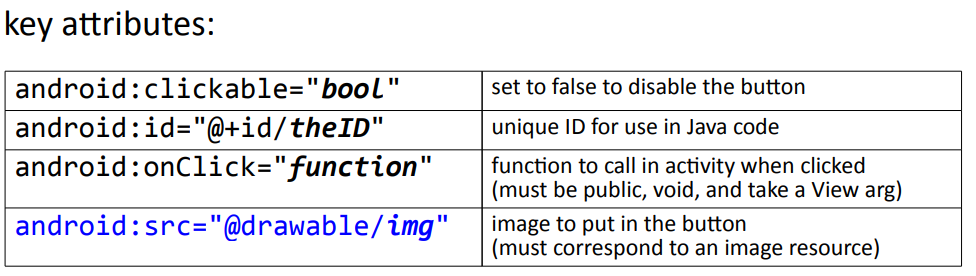 key attributes:
android:clickable="bool"
set to false to disable the button
android:id="@+id/theID"
unique ID for use in Java code
android:onClick="function"
function to call in activity when clicked
(must be public, void, and take a View arg)
android:src="@drawable/img"
image to put in the button
(must correspond to an image resource)